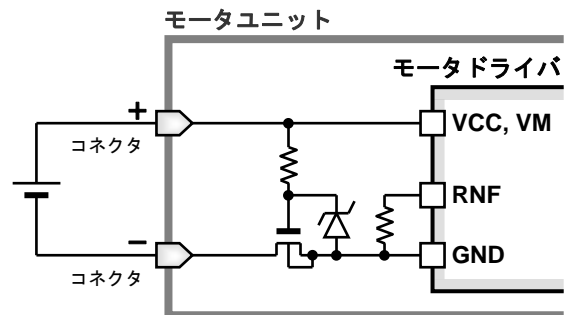 モータユニット
モータドライバ
+
コネクタ
VCC, VM
RNF
−
GND
コネクタ